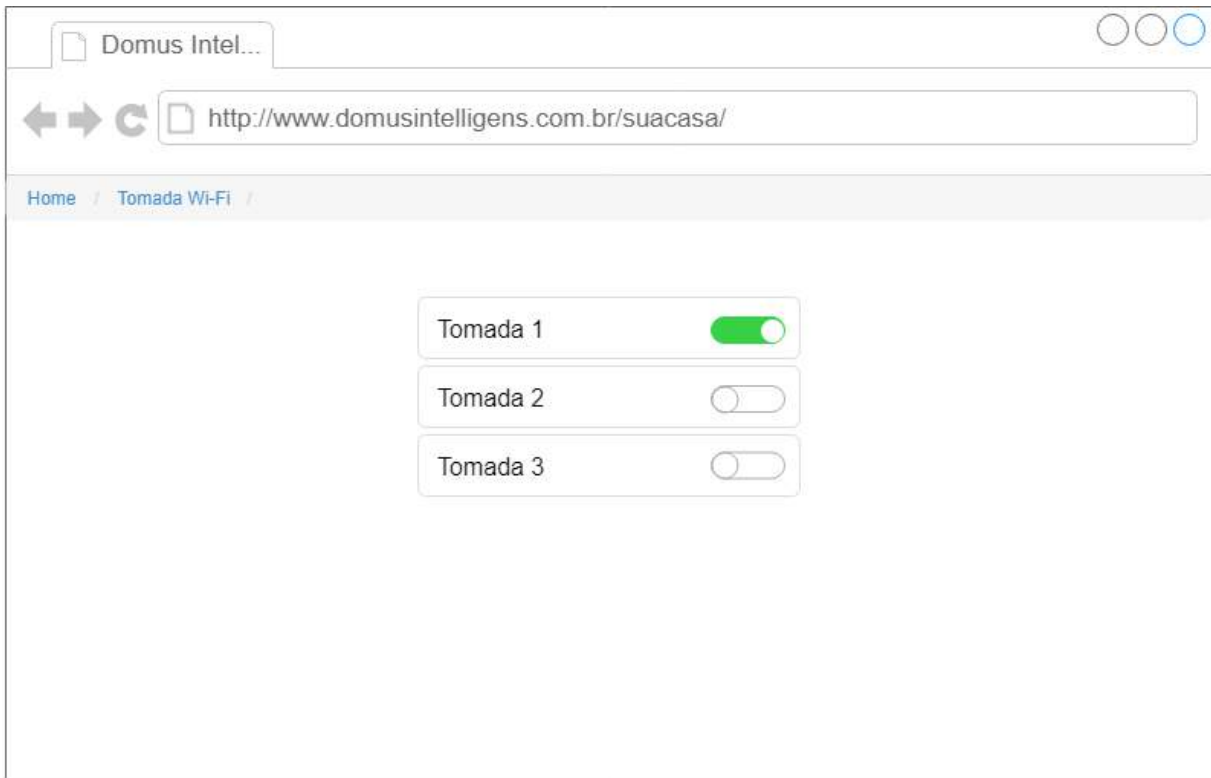 Domus Intel...
http://www.domusintelligens.com.br/suacasa/
Home / Tomada Wi-Fi /
Tomada 1
Tomada 2
Tomada 3